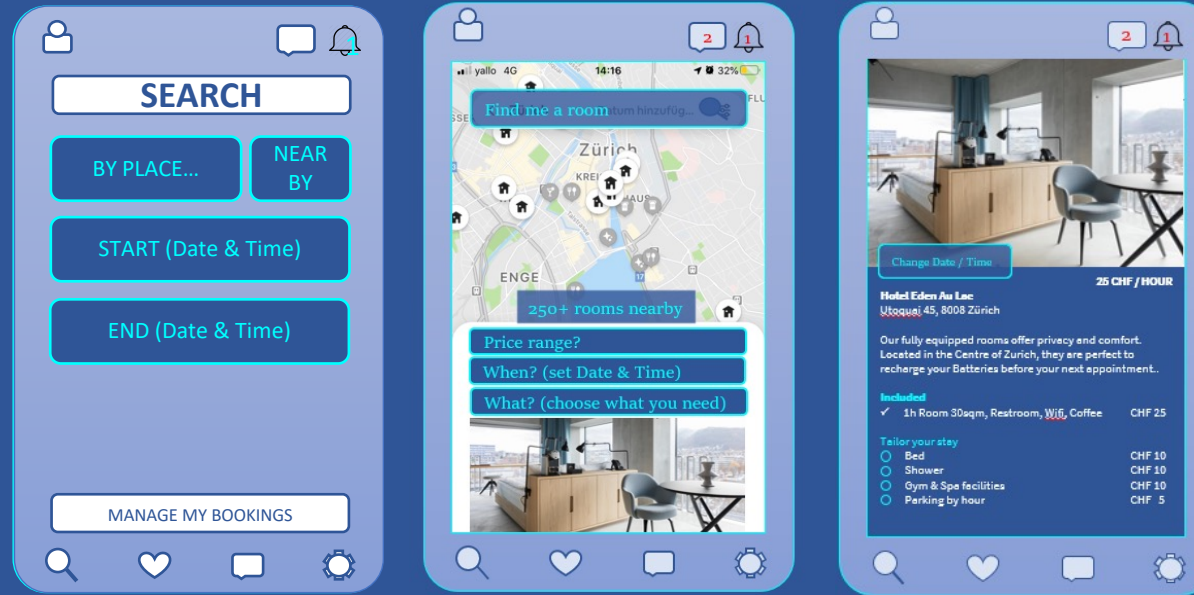 1
SEARCH
BY PLACE...
NEAR
BY
START (Date & Time)
END (Date & Time)
MANAGE MY BOOKINGS
2
1
yallo 4G
14:16
32%
Find me a room
atum hinzufüg...
Zürich
ENGE
17
250+ rooms nearby
Price range?
When? (set Date & Time)
What? (choose what you need)
2
1
Change Date / Time
25 CHF / HOUR
Hotel Eden Au Lac
Utoquai 45, 8008 Zürich
Our fully equipped rooms offer privacy and comfort.
Located in the Centre of Zurich, they are perfect to
recharge your Batteries before your next appointment..
Included
✓ 1h Room 30sqm, Restroom, Wifi, Coffee CHF 25
Tailor your stay
Bed CHF 10
Shower CHF 10
Gym & Spa facilities CHF 10
Parking by hour CHF 5